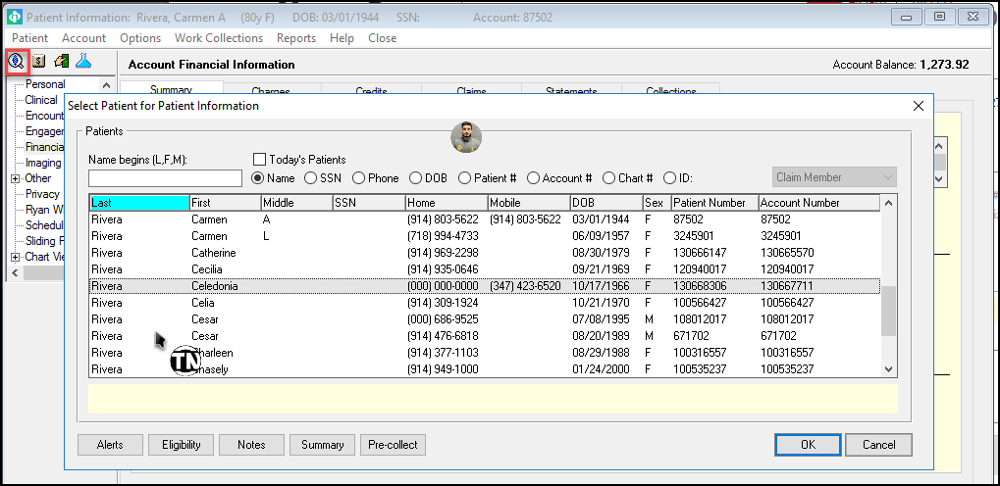 Patient Information: Rivera, Carmen A (80y F) DOB: 03/01/1944 SSN: Account: 87502
Patient Account Options Work Collections Reports Help Close
Account Financial Information Account Balance: 1,273.92
Personal
Clinical
Encount
Engager
Financia
Imaging
Other
Privacy
Ryan Wi
Schedul
Sliding F
Chart Vie
Summary Charges Credits Claims Statements Collections
Select Patient for Patient Information
Patients
Name begins (L,F,M):
Today's Patients
Name SSN Phone DOB Patient # Account # Chart # ID:
Claim Member
Last First Middle SSN Home Mobile DOB Sex Patient Number Account Number
Rivera Carmen A (914) 803-5622 (914) 803-5622 03/01/1944 F 87502 87502
Rivera Carmen L (718) 994-4733 06/09/1957 F 3245901 3245901
Rivera Catherine (914) 969-2298 08/30/1979 F 130666147 130665570
Rivera Cecilia (914) 935-0646 09/21/1969 F 120940017 120940017
Rivera Celedonia (000) 000-0000 (347) 423-6520 10/17/1966 F 130668306 130667711
Rivera Celia (914) 309-1924 10/21/1970 F 100566427 100566427
Rivera Cesar (000) 686-9525 07/08/1995 M 108012017 108012017
Rivera Cesar (914) 476-6818 08/20/1989 M 671702 671702
Rivera harleen (914) 377-1103 08/29/1988 F 100316557 100316557
Rivera hasely (914) 949-1000 01/24/2000 F 100535237 100535237
TN
Alerts Eligibility Notes Summary Pre-collect OK Cancel